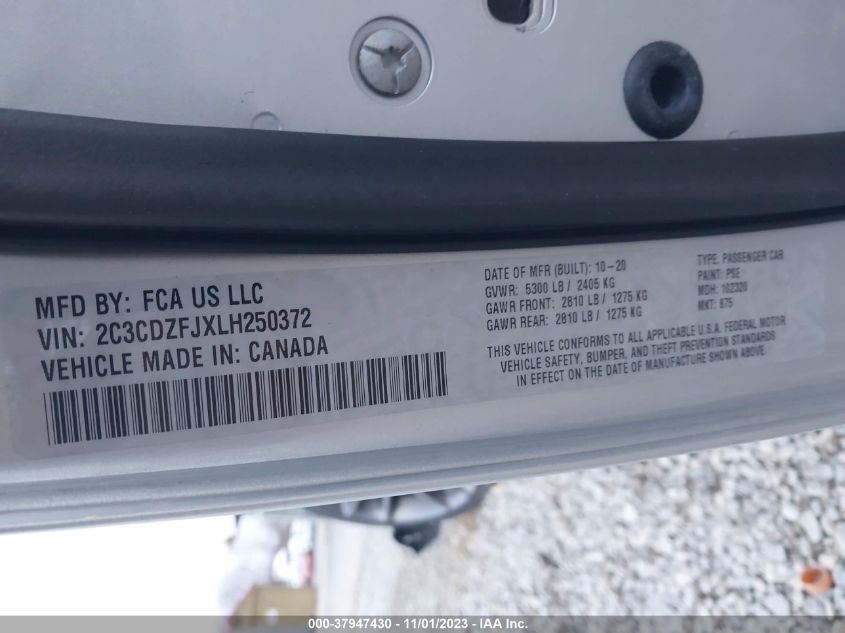 MFD BY: FCA US LLC
VIN: 2C3CDZFJXLH250372
VEHICLE MADE IN: CANADA
DATE OF MFR (BUILT): 10-20
GVWR: 5300 LB / 2405 KG
GAWR FRONT: 2810 LB / 1275 KG
GAWR REAR: 2810 LB / 1275 KG
TYPE: PASSENGER CAR
PAINT: PSE
MDH: 102320
MKT: 875
THIS VEHICLE CONFORMS TO ALL APPLICABLE U.S.A. FEDERAL MOTOR
VEHICLE SAFETY, BUMPER, AND THEFT PREVENTION STANDARDS
IN EFFECT ON THE DATE OF MANUFACTURE SHOWN ABOVE.
000-37947430 - 11/01/2023 - IAA Inc.